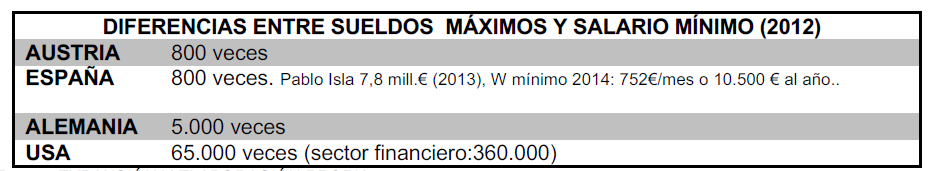 DIFERENCIAS ENTRE SUELDOS MÁXIMOS Y SALARIO MÍNIMO (2012)
AUSTRIA 800 veces
ESPAÑA 800 veces. Pablo Isla 7,8 mill.€ (2013), W mínimo 2014: 752€/mes o 10.500 € al año..
ALEMANIA 5.000 veces
USA 65.000 veces (sector financiero:360.000)